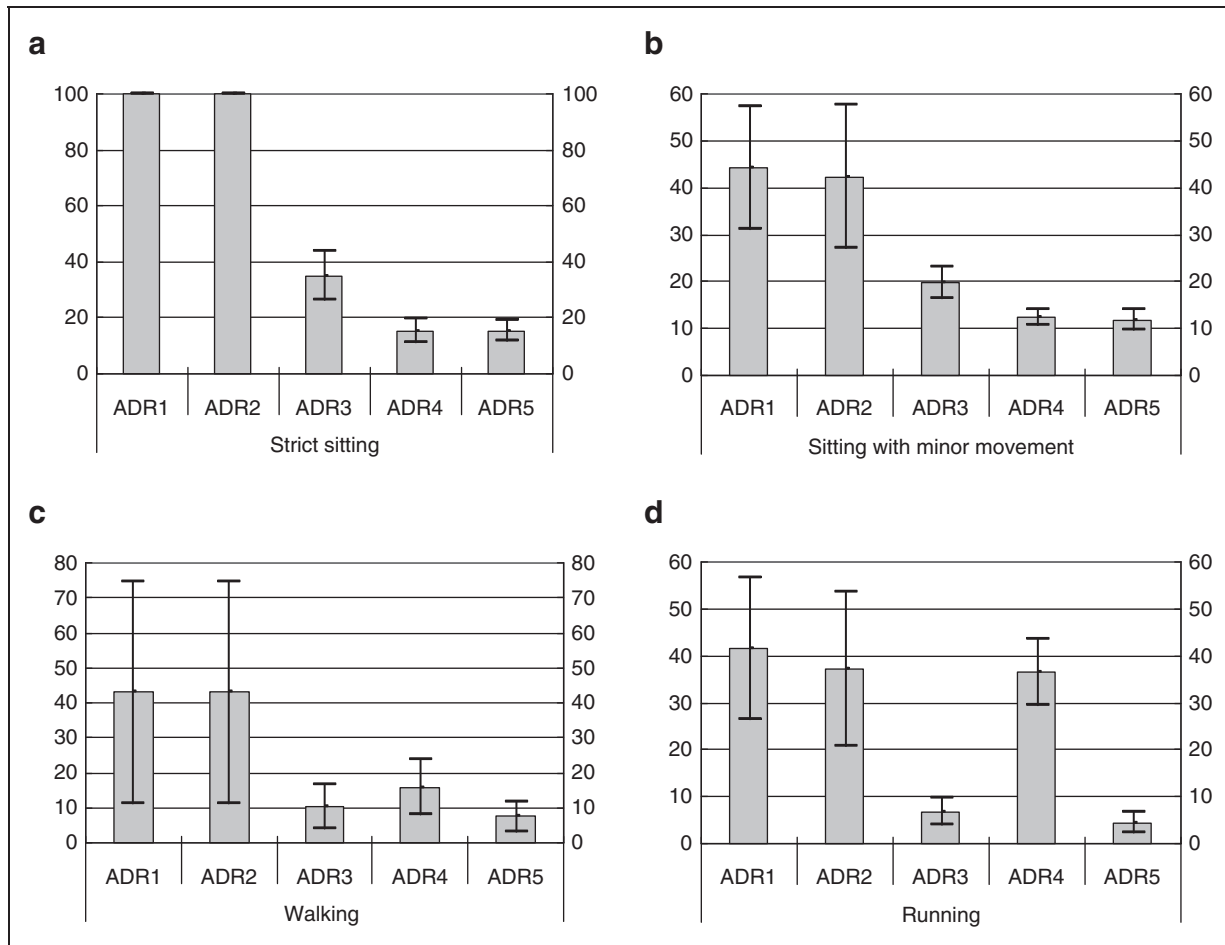 a
100 100
80 80
60 60
40 40
20 20
0 0
ADR1 ADR2 ADR3 ADR4 ADR5
Strict sitting
b
60 60
50 50
40 40
30 30
20 20
10 10
0 0
ADR1 ADR2 ADR3 ADR4 ADR5
Sitting with minor movement
c
80 80
70 70
60 60
50 50
40 40
30 30
20 20
10 10
0 0
ADR1 ADR2 ADR3 ADR4 ADR5
Walking
d
60 60
50 50
40 40
30 30
20 20
10 10
0 0
ADR1 ADR2 ADR3 ADR4 ADR5
Running